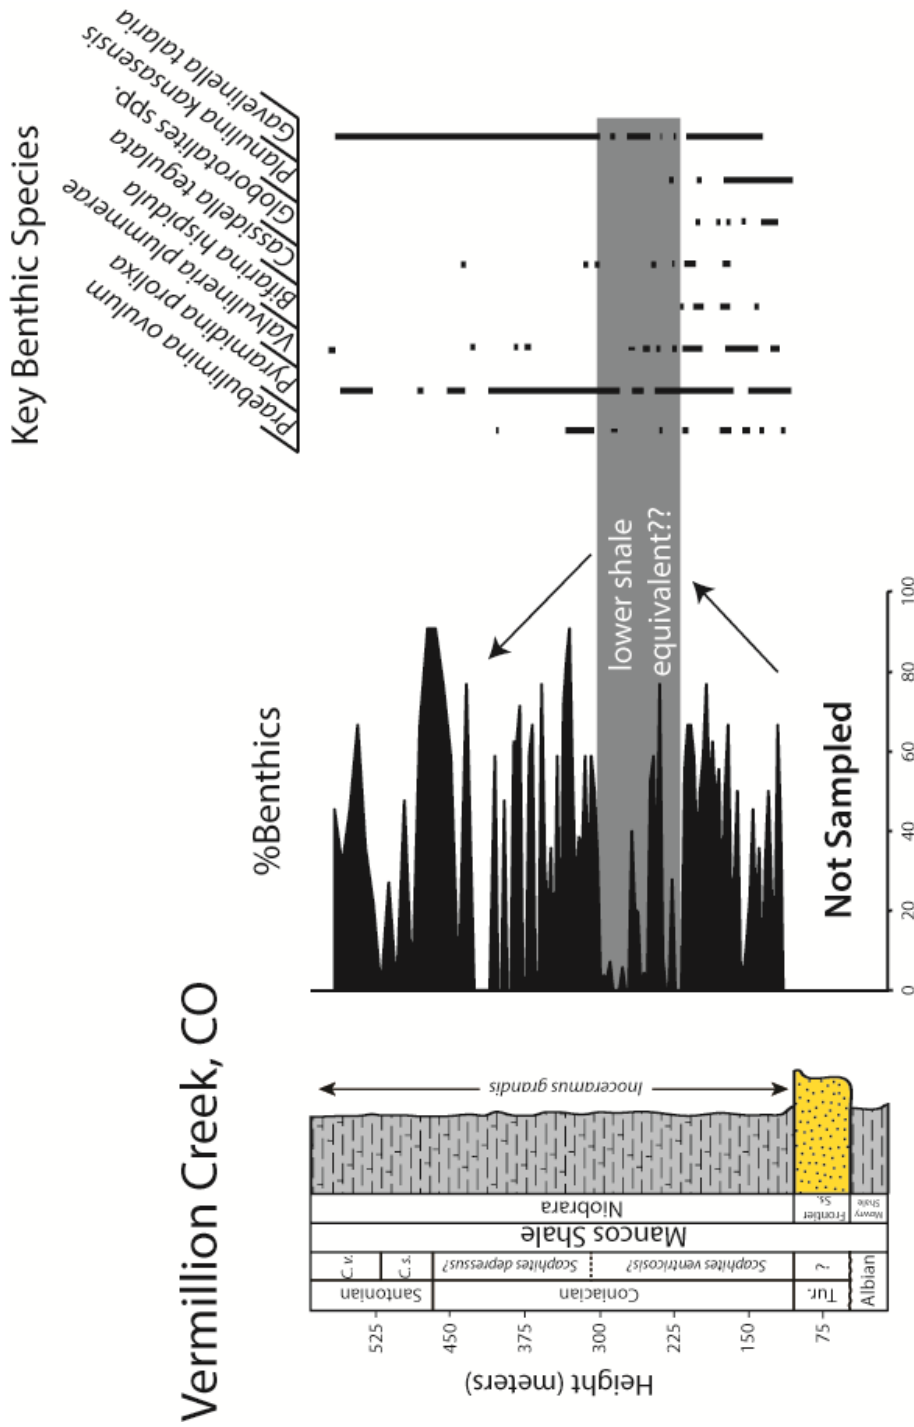 Vermillion Creek, CO
%Benthics
Key Benthic Species
Praebulimina ovullum
Pyramidina prolixa
Valvulineria plummerae
Bifarina hispidula
Cassidella tegulata
Globorotalites spp.
Planulina kansasensis
Gavelinella talaria
Height (meters)
525
450
375
300
225
150
75
Santonian
Coniacian
Tur.
Albian
C. v.
C. s.
Scaphites depressus?
Scaphites ventricosis?
?
Mancos Shale
Niobrara
Frontier
Ss.
Mowry
Shale
Inoceramus grandis
lower shale
equivalent??
Not Sampled
0
20
40
60
80
100